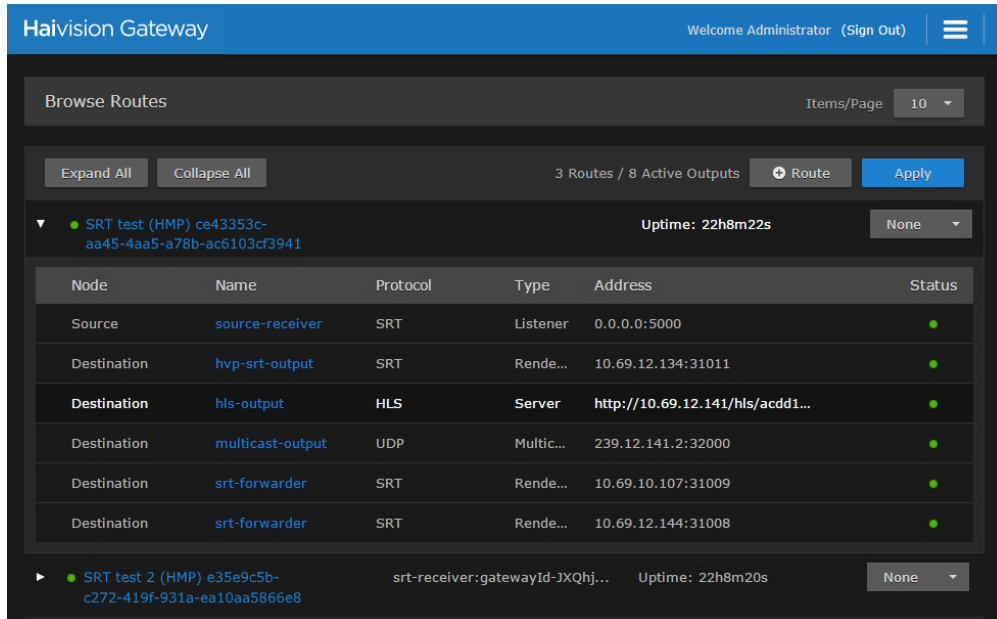 Haivision Gateway
Welcome Administrator (Sign Out)
Browse Routes
Items/Page 10
Expand All Collapse All 3 Routes / 8 Active Outputs Route Apply
SRT test (HMP) ce43353c-
aa45-4aa5-a78b-ac6103cf3941
Uptime: 22h8m22s
None
Node Name Protocol Type Address Status
Source source-receiver SRT Listener 0.0.0.0:5000
Destination hvp-srt-output SRT Rende... 10.69.12.134:31011
Destination hls-output HLS Server http://10.69.12.141/hls/acdd1...
Destination multicast-output UDP Multic... 239.12.141.2:32000
Destination srt-forwarder SRT Rende... 10.69.10.107:31009
Destination srt-forwarder SRT Rende... 10.69.12.144:31008
SRT test 2 (HMP) e35e9c5b-
c272-419f-931a-ea10aa5866e8
srt-receiver:gatewayId-JXQhj...
Uptime: 22h8m20s
None